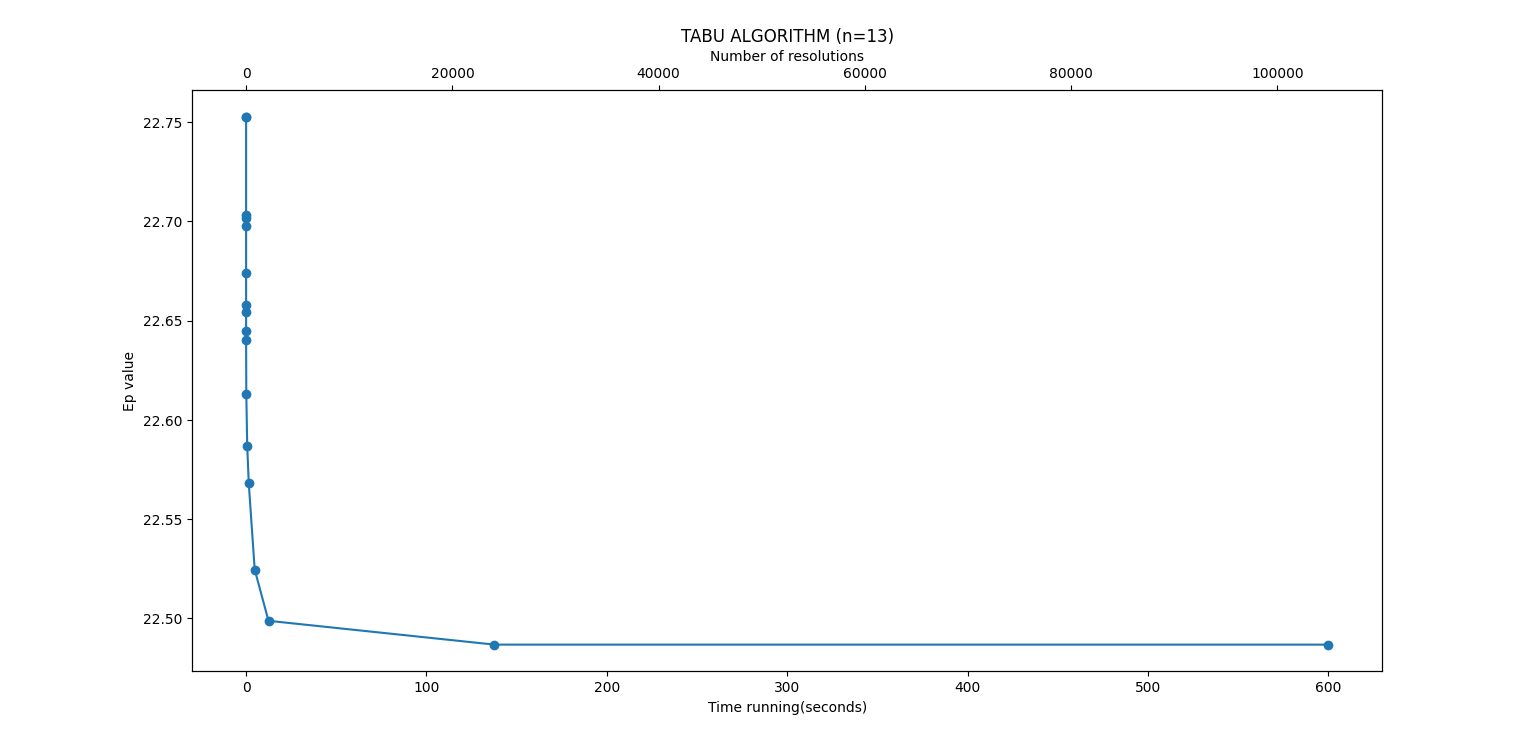 TABU ALGORITHM (n=13)
Number of resolutions
0 20000 40000 60000 80000 100000
22.75
22.70
22.65
22.60
22.55
22.50
Ep value
0 100 200 300 400 500 600
Time running(seconds)